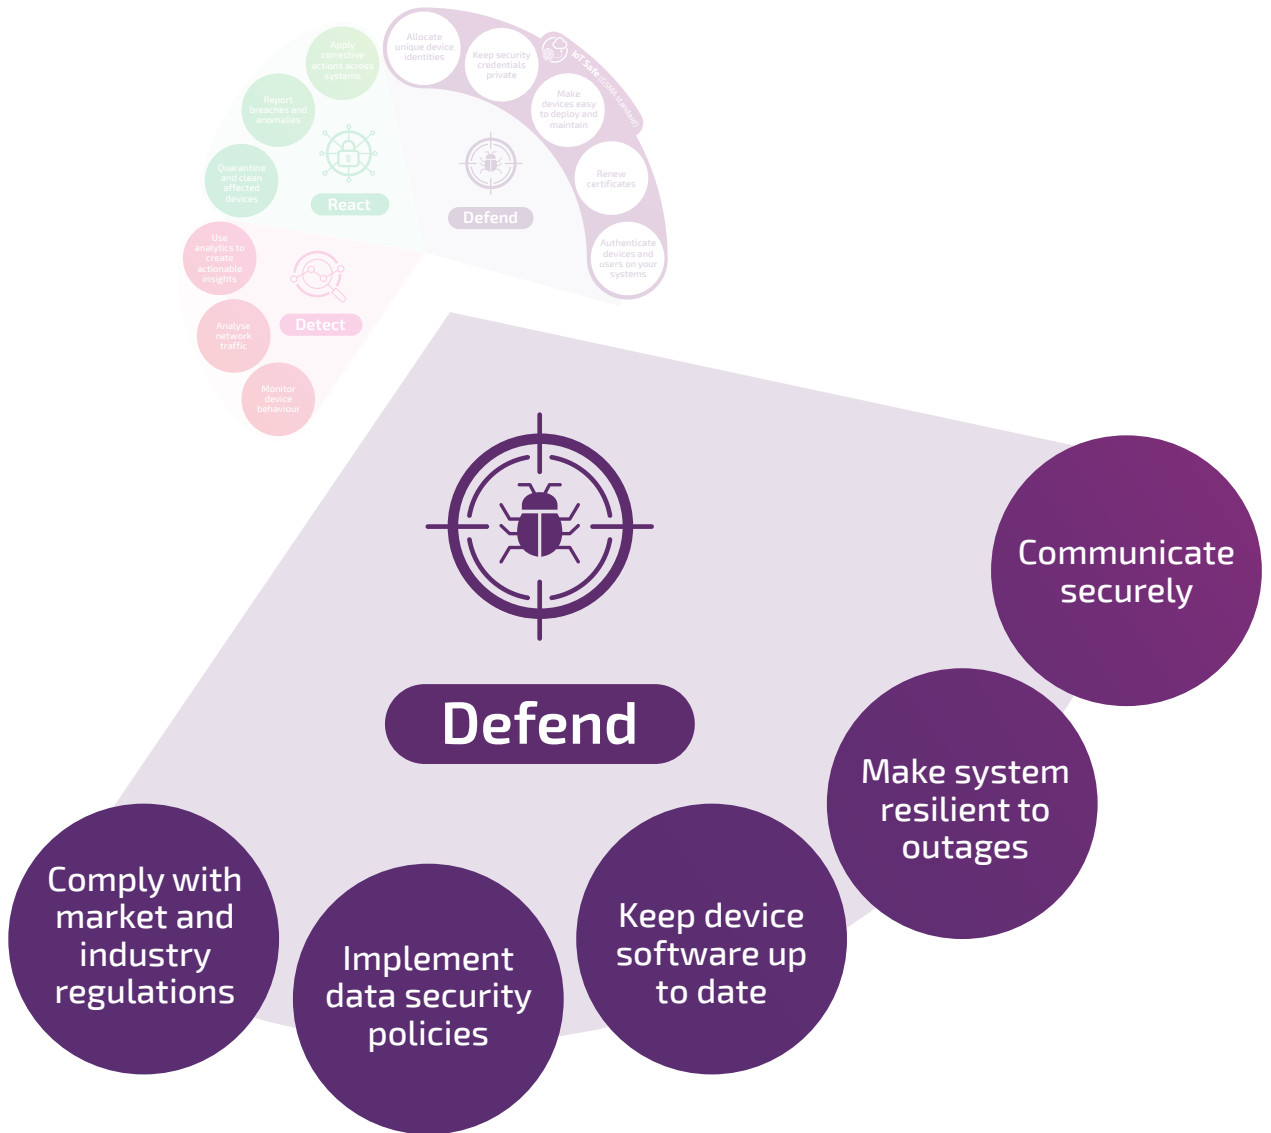 Apply
corrective
actions across
systems
Report
breaches and
anomalies
Quarantine
and clean
affected
devices
React
Allocate
unique device
identities
Keep security
credentials
private
IoT Safe (GSMA standard)
Make
devices easy
to deploy and
maintain
Renew
certificates
Authenticate
devices and
users on your
systems
Defend
Use
analytics to
create
actionable
insights
Analyse
network
traffic
Monitor
device
behaviour
Detect
Defend
Communicate
securely
Make system
resilient to
outages
Keep device
software up
to date
Implement
data security
policies
Comply with
market and
industry
regulations